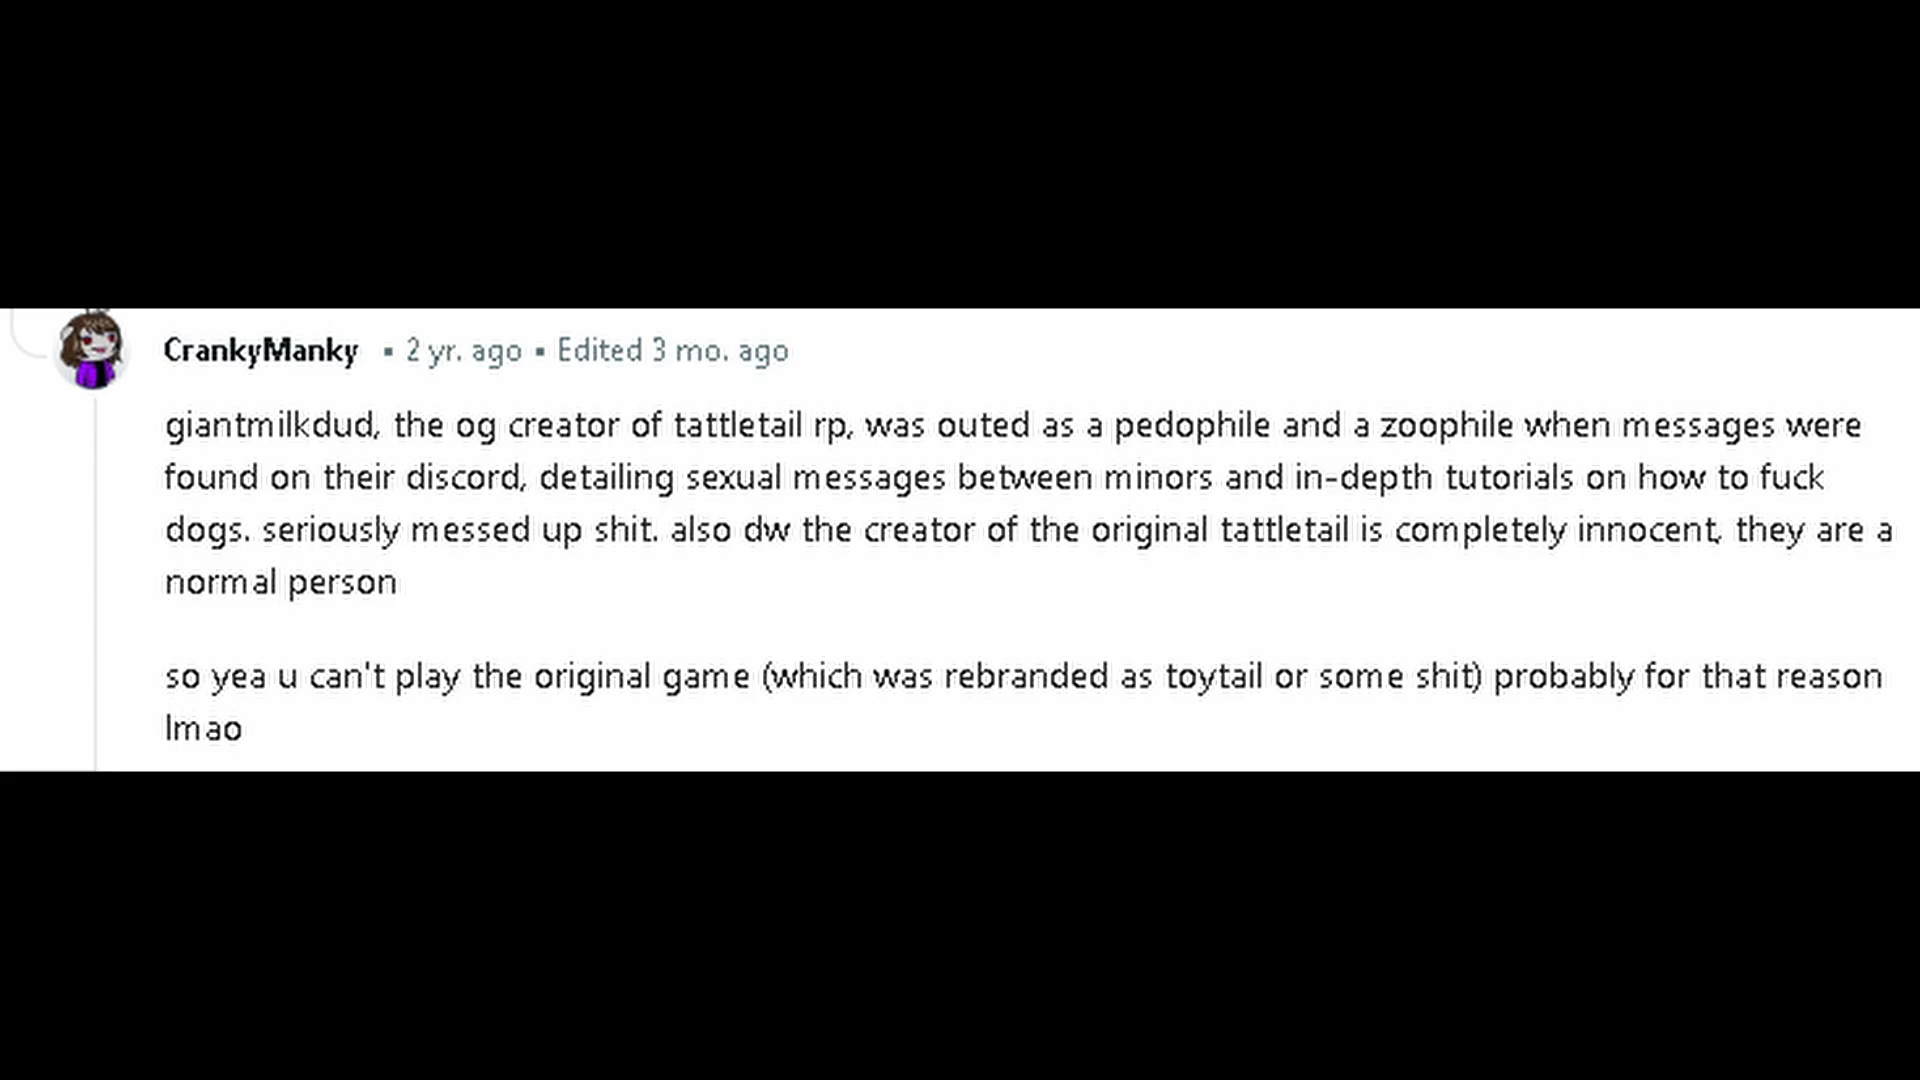 CrankyManky ▪ 2 yr. ago ▪ Edited 3 mo. ago
giantmilkdud, the og creator of tattletail rp, was outed as a pedophile and a zoophile when messages were
found on their discord, detailing sexual messages between minors and in-depth tutorials on how to fuck
dogs. seriously messed up shit. also dw the creator of the original tattletail is completely innocent, they are a
normal person
so yea u can't play the original game (which was rebranded as toytail or some shit) probably for that reason
lmao